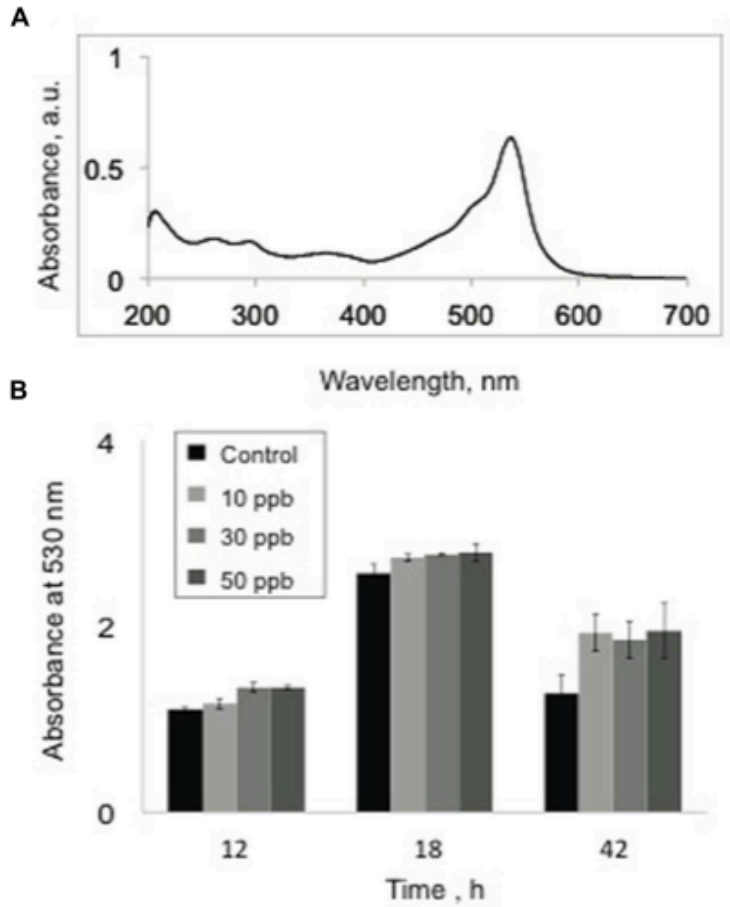 A
1
0.5
0
Absorbance, a.u.
200 300 400 500 600 700
Wavelength, nm
B
4
2
0
Absorbance at 530 nm
Control
10 ppb
30 ppb
50 ppb
12 18 42
Time , h